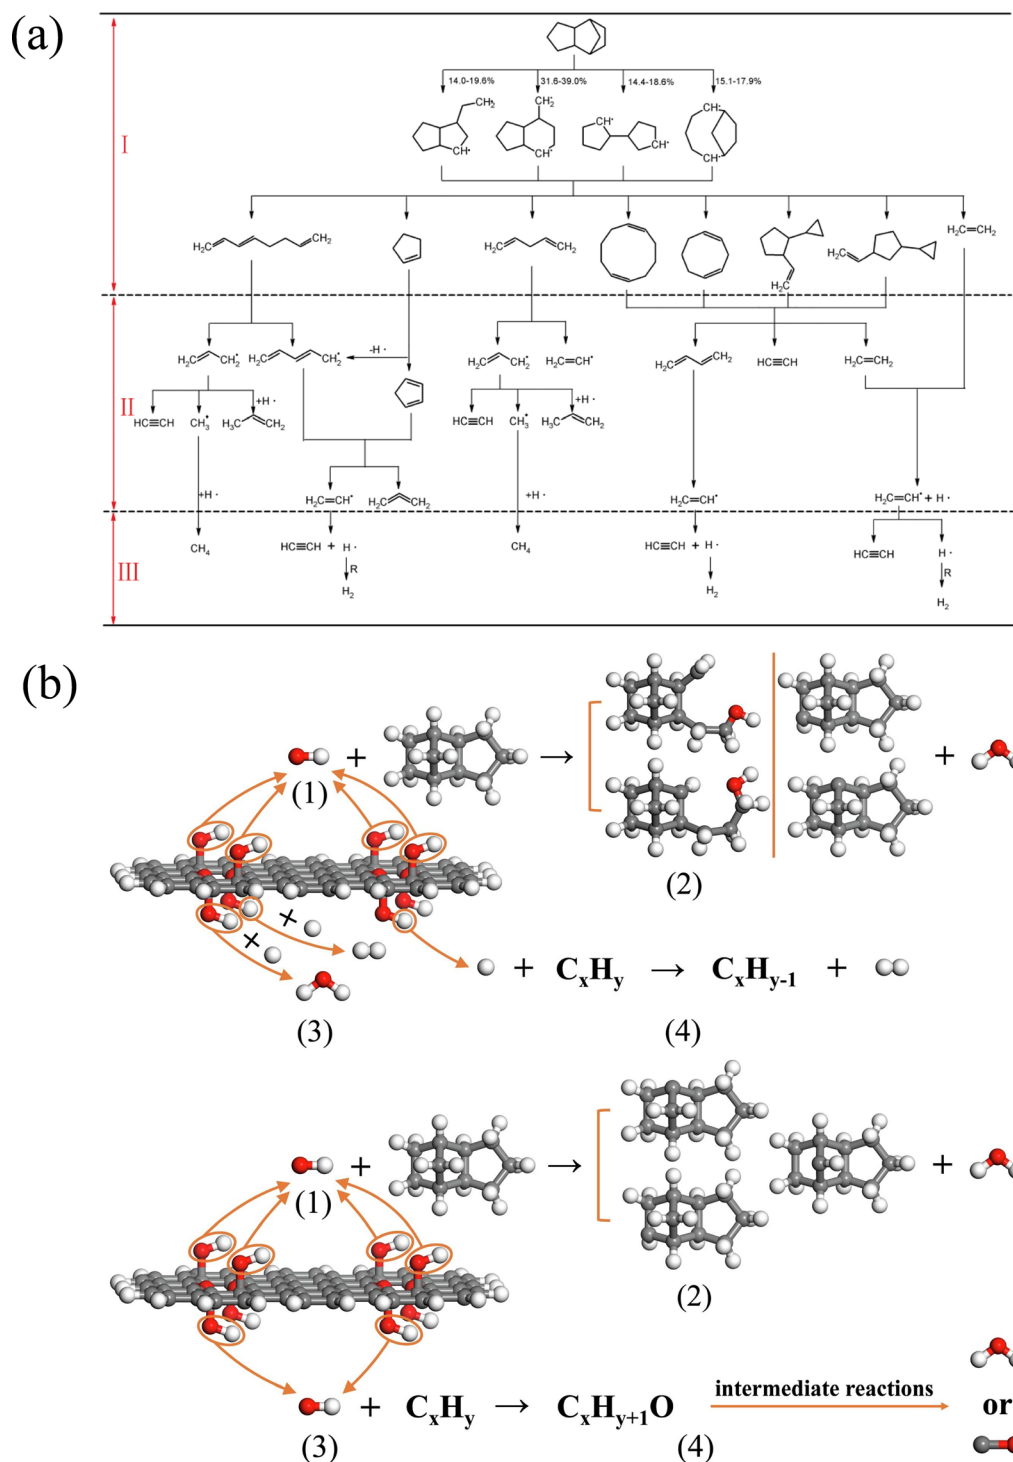 (a)
14.0-19.6% 31.6-39.0% 14.4-18.6% 15.1-17.9%
CH₂• CH₂• CH• CH•
CH• CH• CH• CH•
I
H₂C CH₂ H₂C CH₂ H₂C=CH₂
H₂C
H₂C
H₂C CH₂• H₂C CH₂• -H· H₂C CH₂• H₂C=CH• H₂C CH₂ HC≡CH H₂C=CH₂
+H· +H·
II
HC≡CH CH₃• H₃C CH₂ HC≡CH CH₃• H₃C CH₂
+H· H₂C=CH• H₂C CH₂ +H· H₂C=CH• H₂C=CH• + H·
CH₄ HC≡CH + H· CH₄ HC≡CH + H· HC≡CH H·
III
R R
H₂ H₂ H₂
(b)
+ → +
(1)
(2)
+
+
+ CₓHᵧ → CₓHᵧ₋₁ +
(3) (4)
+ → +
(1)
(2)
+ CₓHᵧ → CₓHᵧ₊₁O intermediate reactions or
(3) (4)